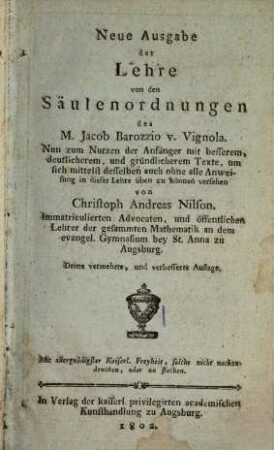 Neue Ausgabe
der
Lehre
von den
Säulenordnungen
des
M. Jacob Barozzio v. Vignola.
Nun zum Nutzen der Anfänger mit besserem,
deutlicherem, und gründlicherem Texte, um
sich mittelst desselben auch ohne alle Anwei-
sung in dieser Lehre üben zu können versehen
von
Christoph Andreas Nilson.
Immatriculierten Advocaten, und öffentlichen
Lehrer der gesammten Mathematik an dem
evangel. Gymnasium bey St. Anna zu
Augsburg.
Dritte vermehrte, und verbesserte Auflage.
Mit allergnädigster Keiserl. Freyheit, solche nicht nachzu-
drucken, oder zu stechen.
In Verlag der kaiserl. privilegirten academischen
Kunsthandlung zu Augsburg.
1802.